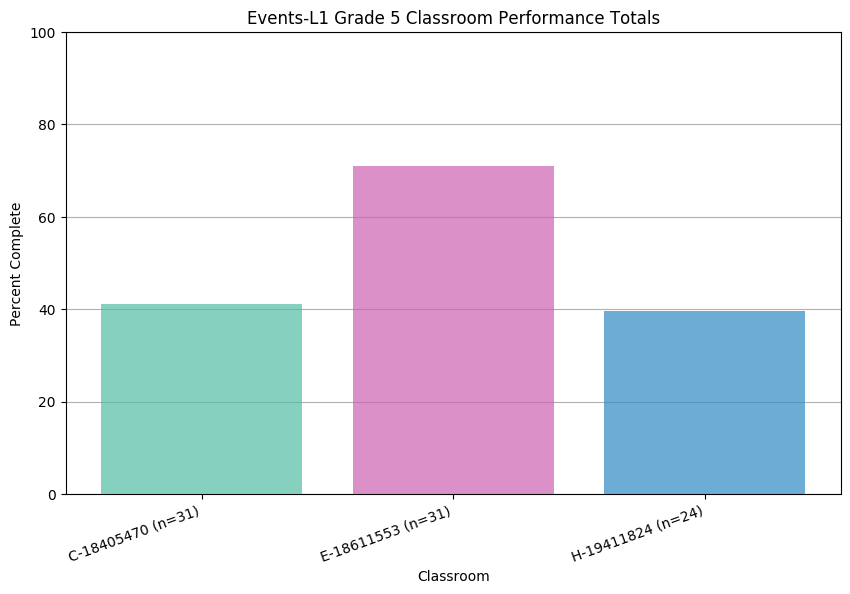 Events-L1 Grade 5 Classroom Performance Totals
100
80
60
40
20
0
Percent Complete
C-18405470 (n=31)
E-18611553 (n=31)
H-19411824 (n=24)
Classroom